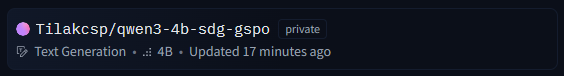 Tilakcsp/qwen3-4b-sdg-gspo private
Text Generation • 4B • Updated 17 minutes ago